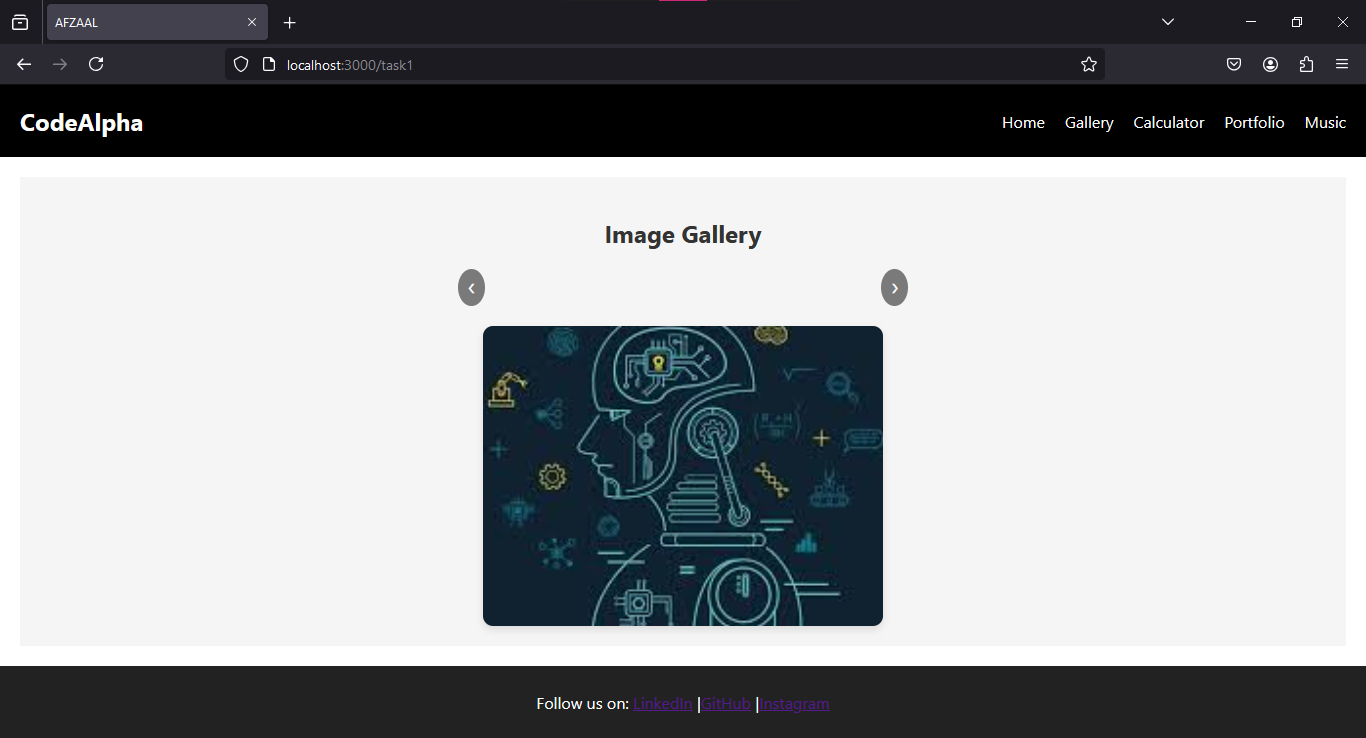 AFZAAL
localhost:3000/task1
CodeAlpha
Home Gallery Calculator Portfolio Music
Image Gallery
‹ ›
Follow us on: LinkedIn |GitHub |Instagram